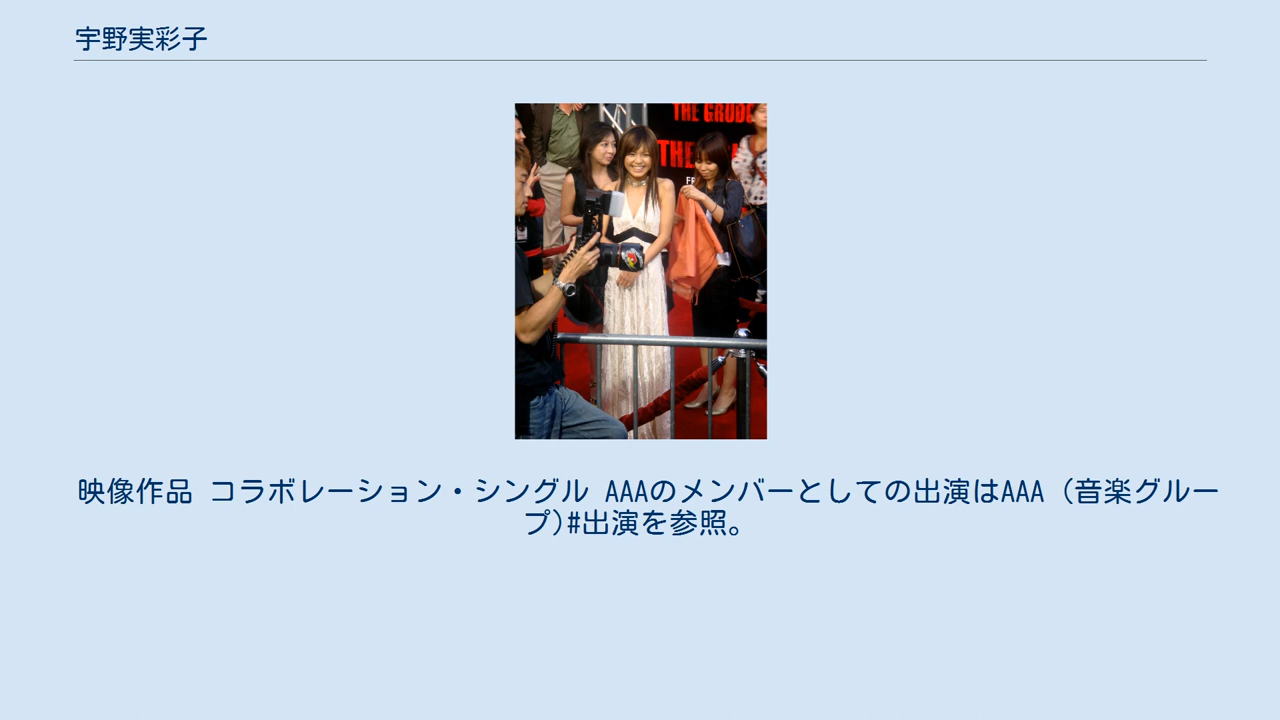 宇野実彩子
THE GRUDG
THE
FR
映像作品 コラボレーション・シングル AAAのメンバーとしての出演はAAA (音楽グルー
プ)#出演を参照。